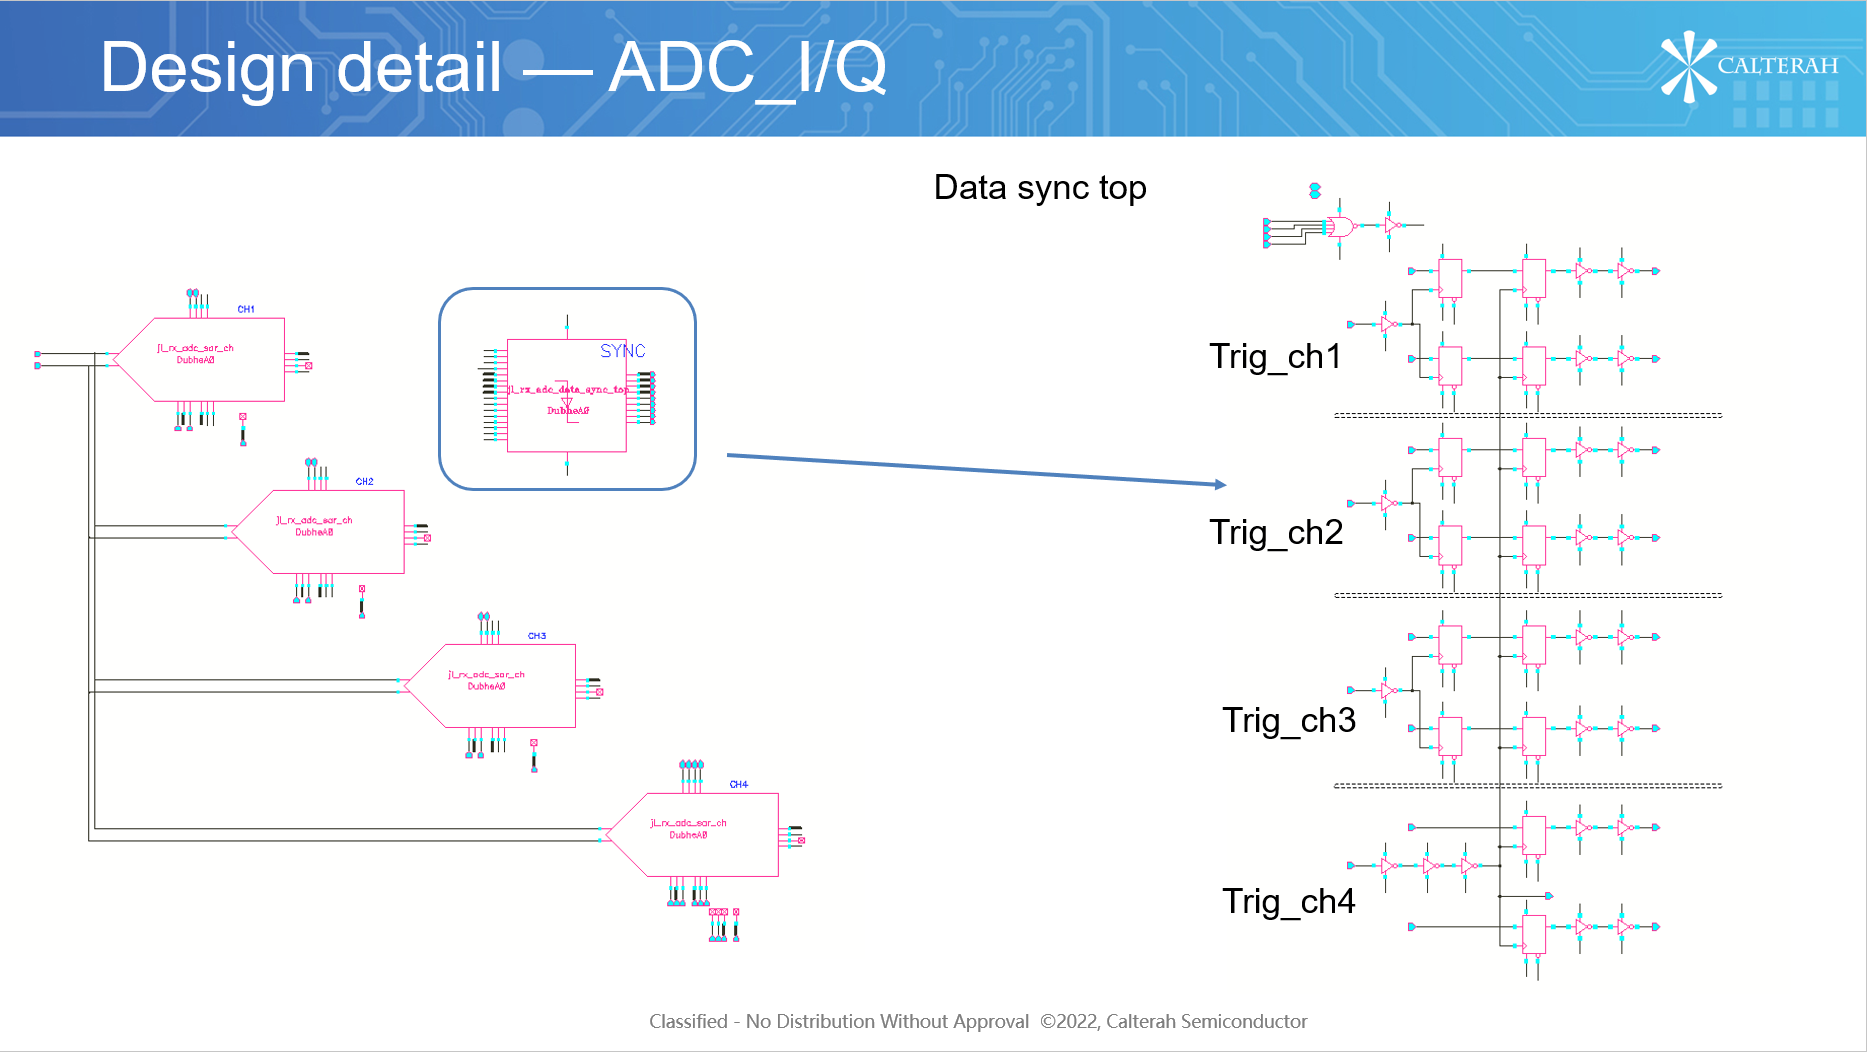 Design detail — ADC_I/Q
CALTERAH
Data sync top
CH1
jl_rx_adc_sar_ch
DubheA0
SYNC
jl_rx_adc_data_sync_top
DubheA0
CH2
jl_rx_adc_sar_ch
DubheA0
CH3
jl_rx_adc_sar_ch
DubheA0
CH4
jl_rx_adc_sar_ch
DubheA0
Trig_ch1
Trig_ch2
Trig_ch3
Trig_ch4
Classified - No Distribution Without Approval ©2022, Calterah Semiconductor